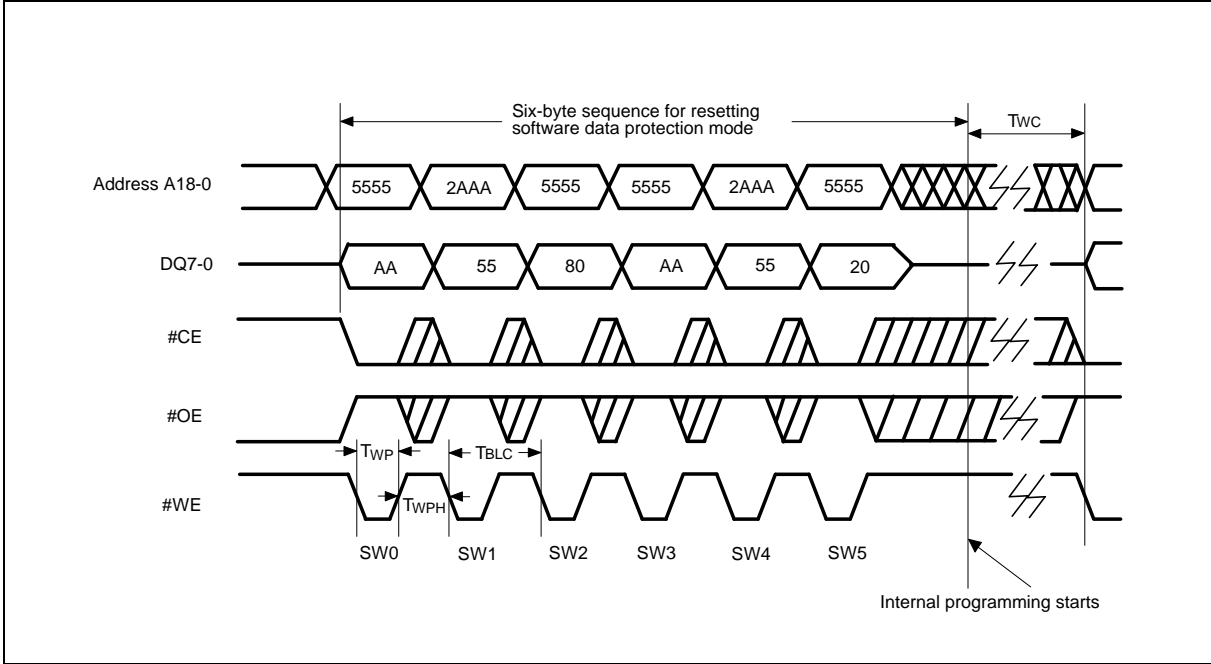 Six-byte sequence for resetting
software data protection mode
TWC
Address A18-0
5555 2AAA 5555 5555 2AAA 5555
DQ7-0
AA 55 80 AA 55 20
#CE
#OE
TWP TBLC
#WE
TWPH
SW0 SW1 SW2 SW3 SW4 SW5
Internal programming starts